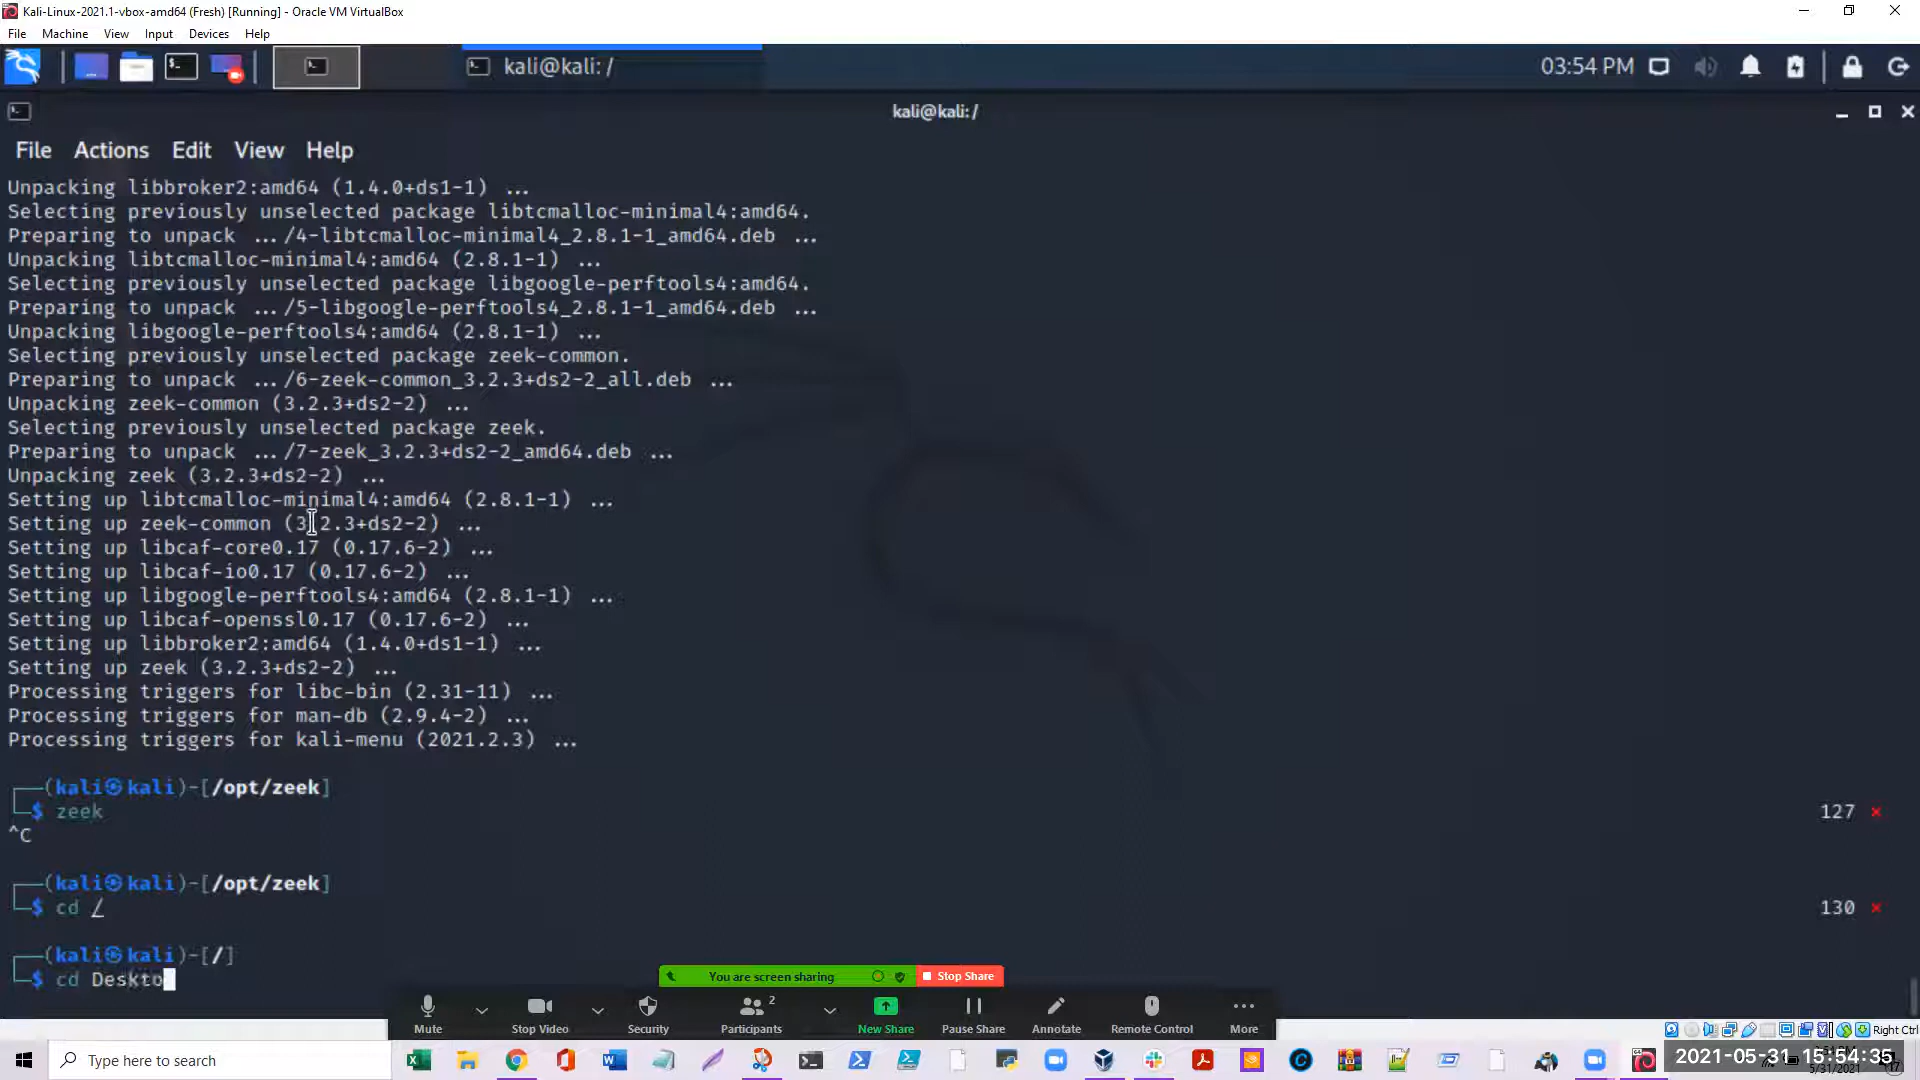 Kali-Linux-2021.1-vbox-amd64 (Fresh) [Running] - Oracle VM VirtualBox
File Machine View Input Devices Help
kali@kali: / 03:54 PM
kali@kali: /
File Actions Edit View Help
Unpacking libbroker2:amd64 (1.4.0+ds1-1) ...
Selecting previously unselected package libtcmalloc-minimal4:amd64.
Preparing to unpack .../4-libtcmalloc-minimal4_2.8.1-1_amd64.deb ...
Unpacking libtcmalloc-minimal4:amd64 (2.8.1-1) ...
Selecting previously unselected package libgoogle-perftools4:amd64.
Preparing to unpack .../5-libgoogle-perftools4_2.8.1-1_amd64.deb ...
Unpacking libgoogle-perftools4:amd64 (2.8.1-1) ...
Selecting previously unselected package zeek-common.
Preparing to unpack .../6-zeek-common_3.2.3+ds2-2_all.deb ...
Unpacking zeek-common (3.2.3+ds2-2) ...
Selecting previously unselected package zeek.
Preparing to unpack .../7-zeek_3.2.3+ds2-2_amd64.deb ...
Unpacking zeek (3.2.3+ds2-2) ...
Setting up libtcmalloc-minimal4:amd64 (2.8.1-1) ...
Setting up zeek-common (3.2.3+ds2-2) ...
Setting up libcaf-core0.17 (0.17.6-2) ...
Setting up libcaf-io0.17 (0.17.6-2) ...
Setting up libgoogle-perftools4:amd64 (2.8.1-1) ...
Setting up libcaf-openssl0.17 (0.17.6-2) ...
Setting up libbroker2:amd64 (1.4.0+ds1-1) ...
Setting up zeek (3.2.3+ds2-2) ...
Processing triggers for libc-bin (2.31-11) ...
Processing triggers for man-db (2.9.4-2) ...
Processing triggers for kali-menu (2021.2.3) ...
┌──(kali㉿kali)-[/opt/zeek]
└─$ zeek 127 ×
^C
┌──(kali㉿kali)-[/opt/zeek]
└─$ cd / 130 ×
┌──(kali㉿kali)-[/]
└─$ cd Deskto
You are screen sharing Stop Share
2
Mute Stop Video Security Participants New Share Pause Share Annotate Remote Control More
Right Ctrl
Type here to search
2021-05-31 15:54:35
5/31/2021